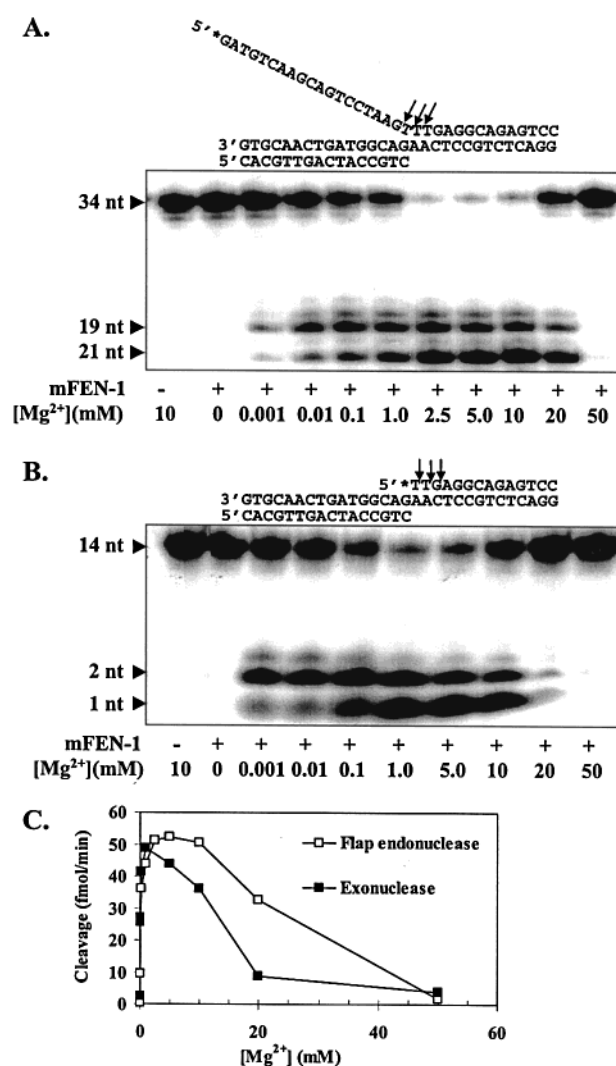 A.
5'*GATGTCAAGCAGTCCTAAGTTTGAGGCAGAGTCC
3'GTGCAACTGATGGCAGAACTCCGTCTCAGG
5'CACGTTGACTACCGTC
34 nt
19 nt
21 nt
mFEN-1 - + + + + + + + + + +
[Mg2+](mM) 10 0 0.001 0.01 0.1 1.0 2.5 5.0 10 20 50
B.
5'*TTGAGGCAGAGTCC
3'GTGCAACTGATGGCAGAACTCCGTCTCAGG
5'CACGTTGACTACCGTC
14 nt
2 nt
1 nt
mFEN-1 - + + + + + + + + +
[Mg2+](mM) 10 0 0.001 0.01 0.1 1.0 5.0 10 20 50
C.
60
50
40
30
20
10
0
Cleavage (fmol/min)
Flap endonuclease
Exonuclease
0 20 40 60
[Mg2+] (mM)